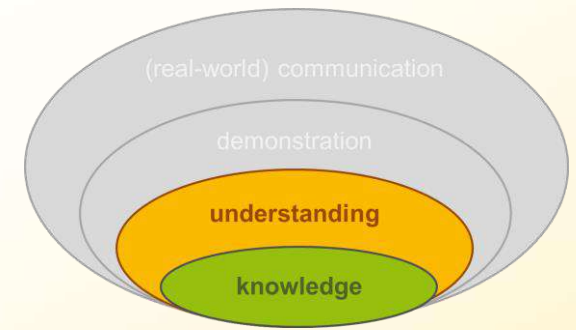 (real-world) communication
demonstration
understanding
knowledge